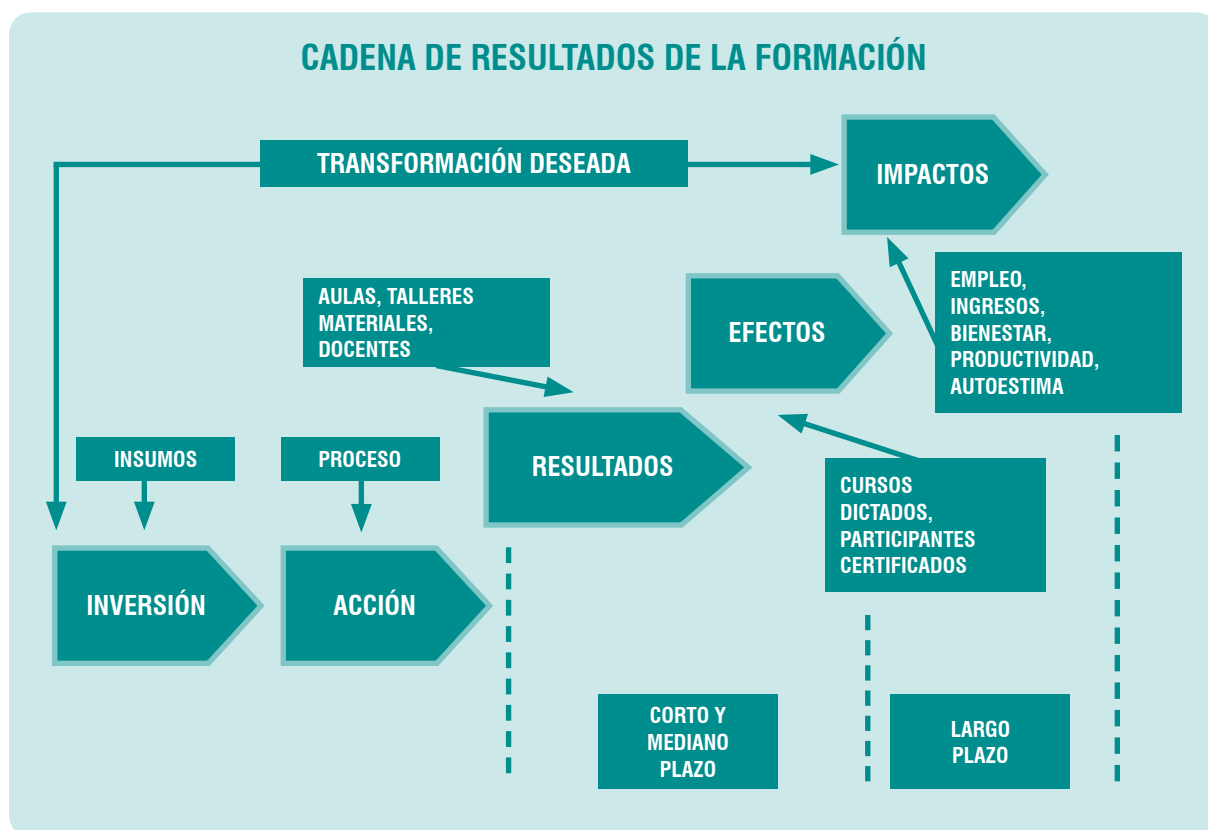 CADENA DE RESULTADOS DE LA FORMACIÓN
TRANSFORMACIÓN DESEADA
IMPACTOS
AULAS, TALLERES
MATERIALES,
DOCENTES
EFECTOS
EMPLEO,
INGRESOS,
BIENESTAR,
PRODUCTIVIDAD,
AUTOESTIMA
INSUMOS
PROCESO
RESULTADOS
CURSOS
DICTADOS,
PARTICIPANTES
CERTIFICADOS
INVERSIÓN
ACCIÓN
CORTO Y
MEDIANO
PLAZO
LARGO
PLAZO